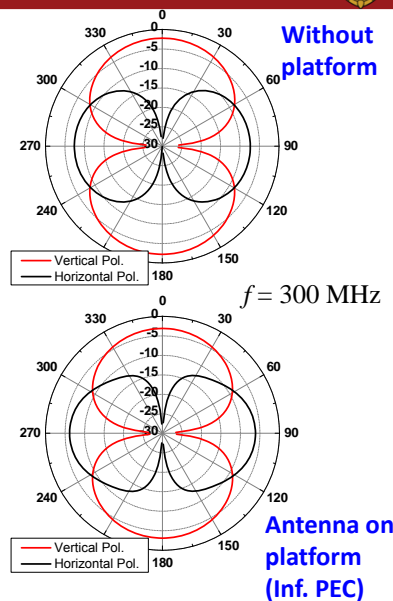 Without
platform
0
330 30
300 60
270 90
240 120
150
180
0
-5
-10
-15
-20
-25
-30
Vertical Pol.
Horizontal Pol.
f = 300 MHz
0
330 30
300 60
270 90
240 120
150
180
0
-5
-10
-15
-20
-25
-30
Vertical Pol.
Horizontal Pol.
Antenna on
platform
(Inf. PEC)